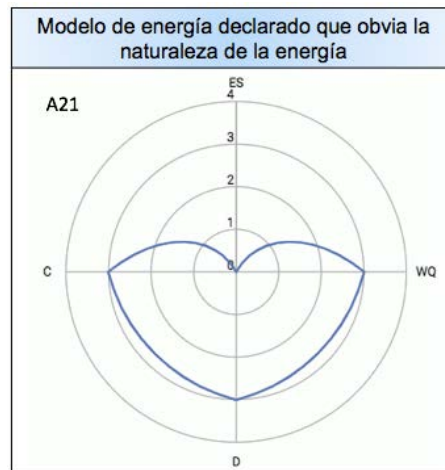 Modelo de energía declarado que obvia la
naturaleza de la energía
A21
ES
4
3
2
1
0
C
WQ
D